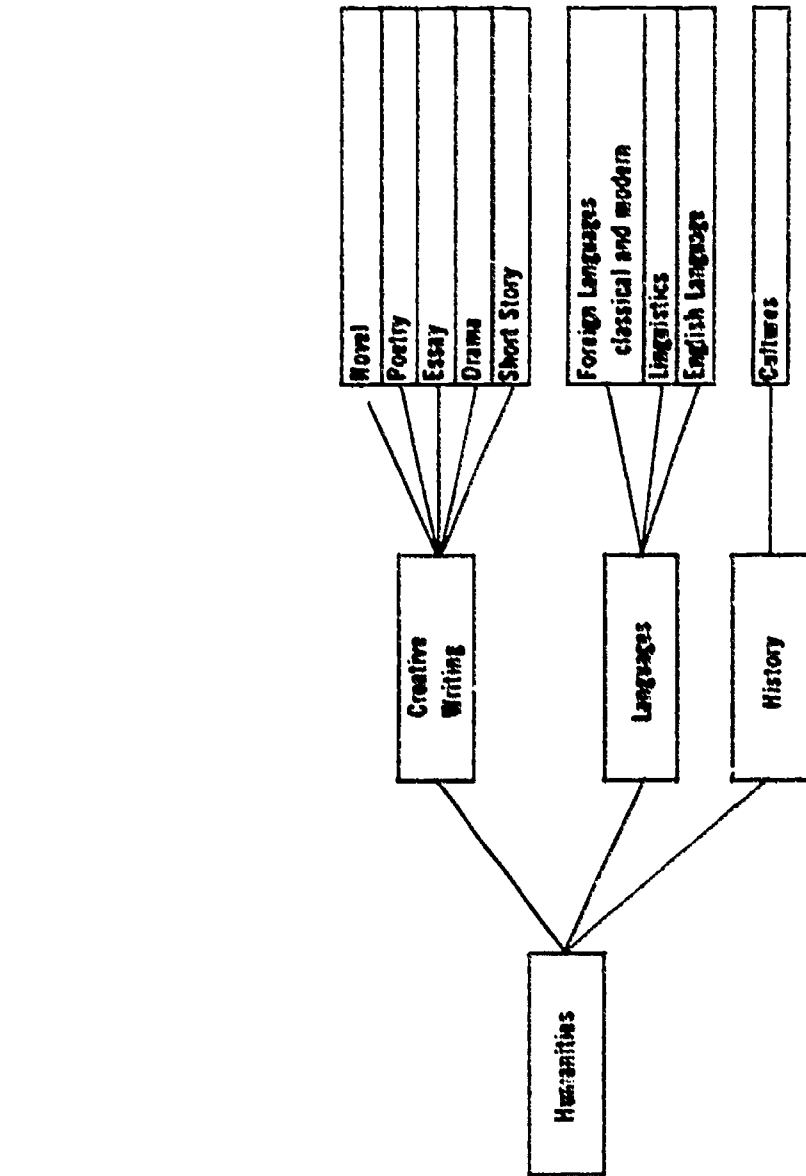 Humanities
Creative
Writing
Novel
Poetry
Essay
Drama
Short Story
Languages
Foreign Languages
classical and modern
Linguistics
English Language
History
Cultures